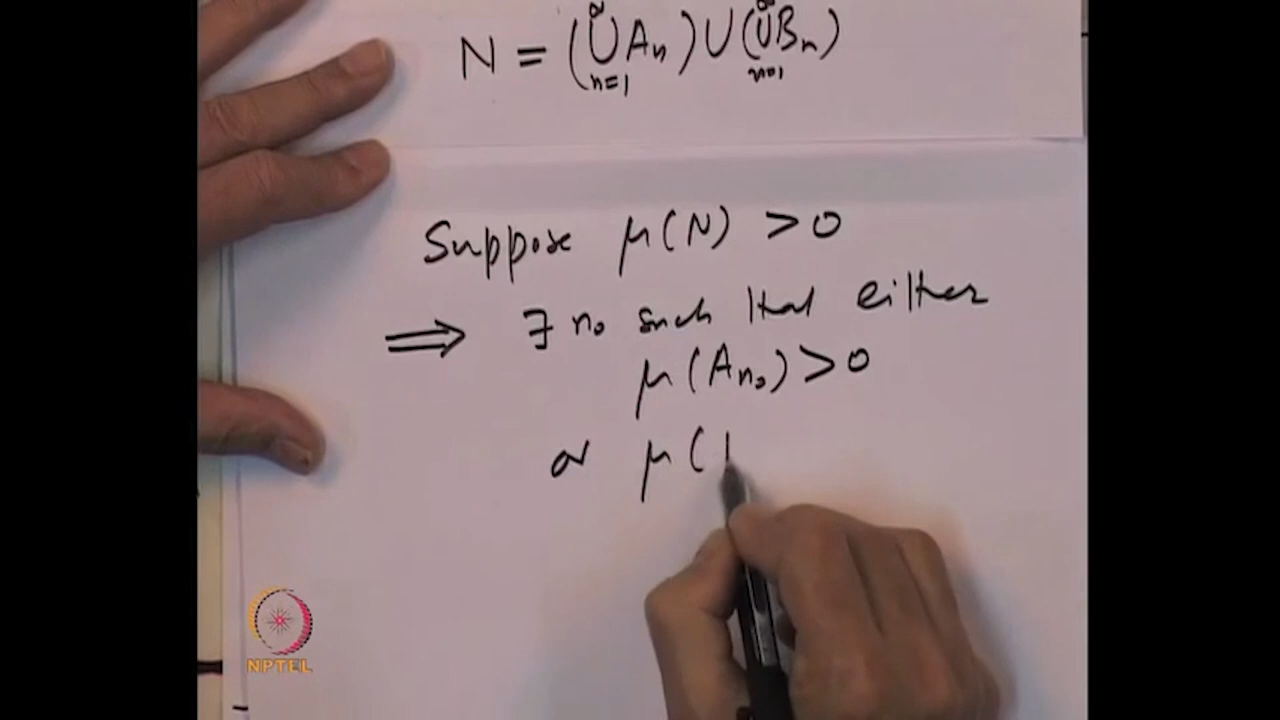 N = (⋃_{n=1}^∞ A_n) ∪ (⋃_{n=1}^∞ B_n)
Suppose μ(N) > 0
⟹ ∃ n₀ such that either
μ(A_{n₀}) > 0
or μ(
NPTEL